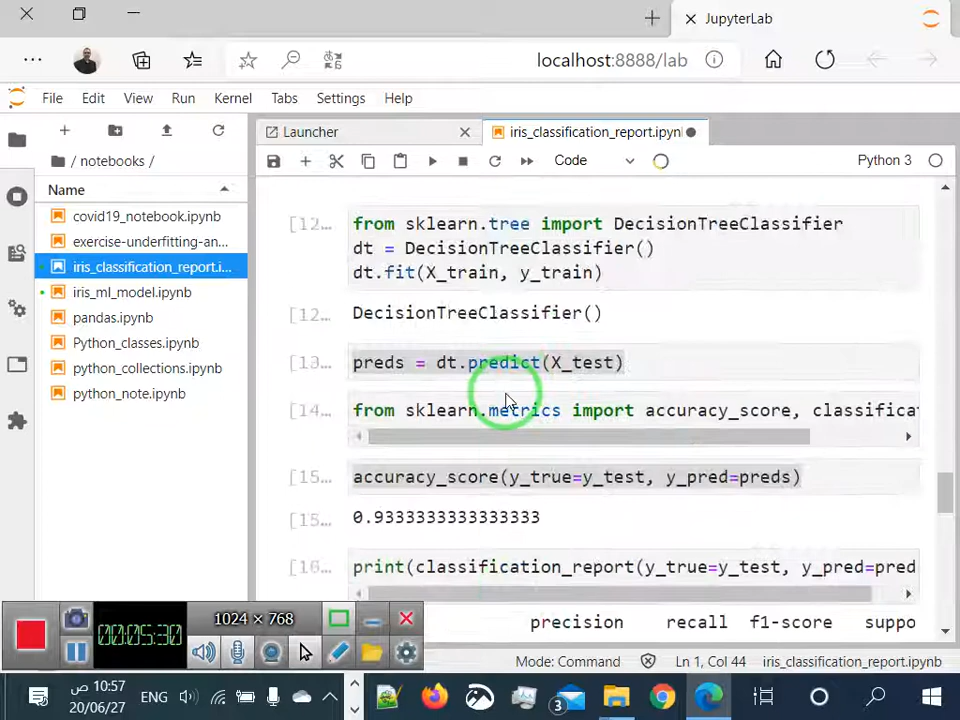 JupyterLab
localhost:8888/lab
File Edit View Run Kernel Tabs Settings Help
Launcher
iris_classification_report.ipynl
/ notebooks /
Code
Python 3
Name
covid19_notebook.ipynb
exercise-underfitting-an...
iris_classification_report.i...
iris_ml_model.ipynb
pandas.ipynb
Python_classes.ipynb
python_collections.ipynb
python_note.ipynb
[12... from sklearn.tree import DecisionTreeClassifier
dt = DecisionTreeClassifier()
dt.fit(X_train, y_train)
[12... DecisionTreeClassifier()
[13... preds = dt.predict(X_test)
[14... from sklearn.metrics import accuracy_score, classificat
[15... accuracy_score(y_true=y_test, y_pred=preds)
[15... 0.9333333333333333
[16... print(classification_report(y_true=y_test, y_pred=pred
precision recall f1-score suppo
00:05:30
1024 × 768
Mode: Command
Ln 1, Col 44
iris_classification_report.ipynb
10:57 ص
20/06/27
ENG
3